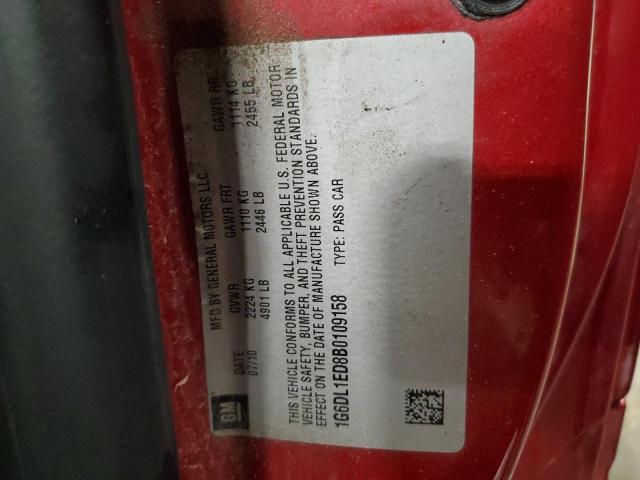 MFD BY GENERAL MOTORS LLC
DATE GVWR GAWR FRT GAWR RR
07/10 2224 KG 1110 KG 1114 KG
4901 LB 2446 LB 2455 LB
GM
THIS VEHICLE CONFORMS TO ALL APPLICABLE U.S. FEDERAL MOTOR
VEHICLE SAFETY, BUMPER, AND THEFT PREVENTION STANDARDS IN
EFFECT ON THE DATE OF MANUFACTURE SHOWN ABOVE.
1G6DL1ED8B0109158 TYPE: PASS CAR